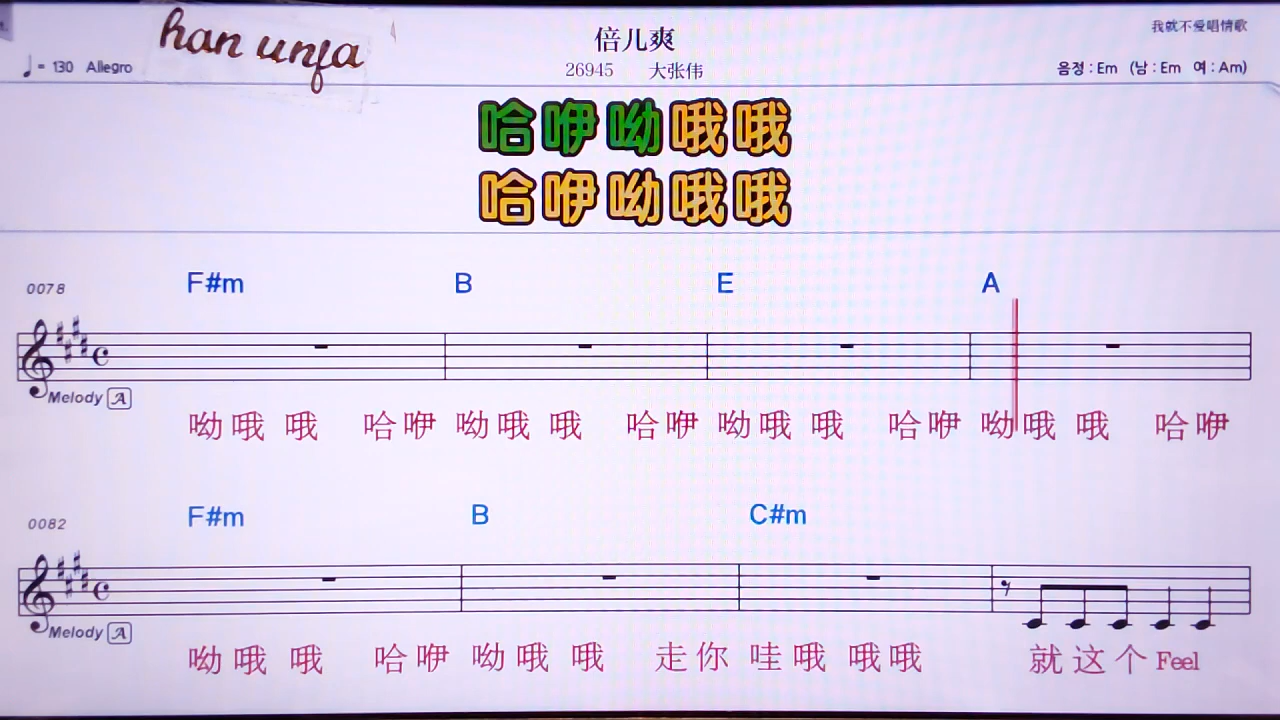 han unfa
倍儿爽
我就不爱唱情歌
♩= 130 Allegro
26945 大张伟
음정 : Em (남 : Em 여 : Am)
哈咿呦哦哦
哈咿呦哦哦
0078
F#m B E A
Melody A
呦哦 哦 哈咿 呦哦 哦 哈咿 呦哦 哦 哈咿 呦哦 哦 哈咿
0082
F#m B C#m
Melody A
呦哦 哦 哈咿 呦哦 哦 走你 哇哦 哦哦 就这个 Feel